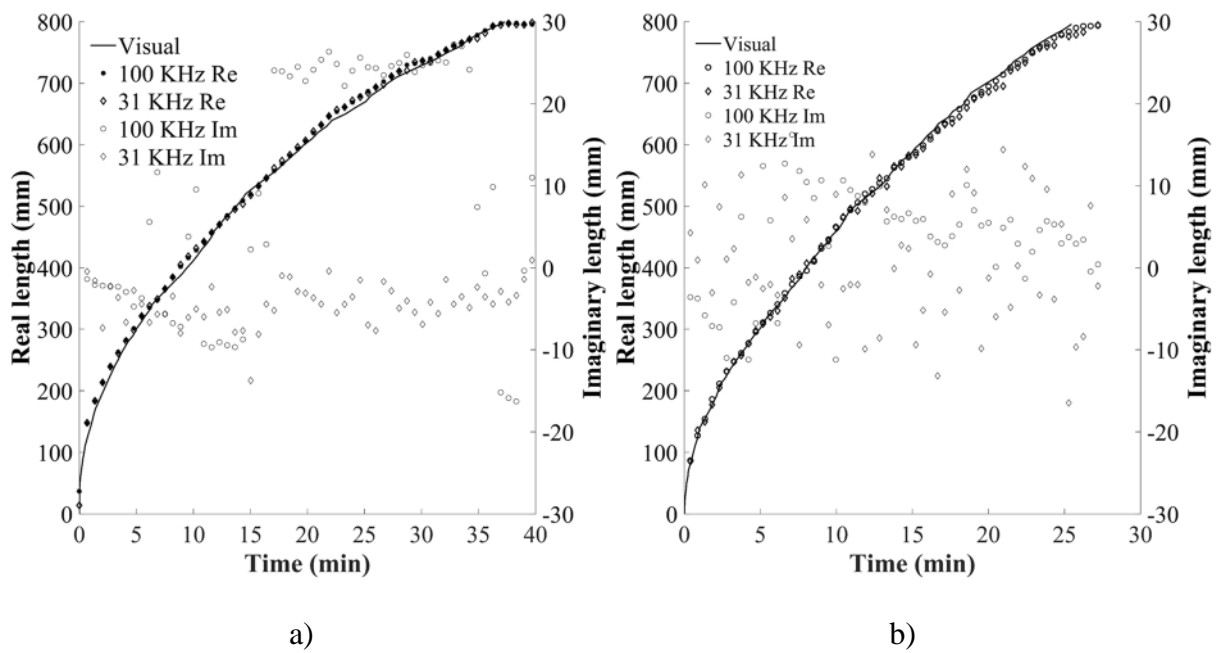 800
700
600
500
400
300
200
100
0
Real length (mm)
Visual
100 KHz Re
31 KHz Re
100 KHz Im
31 KHz Im
30
20
10
0
-10
-20
-30
Imaginary length (mm)
0 5 10 15 20 25 30 35 40
Time (min)
a)
800
700
600
500
400
300
200
100
0
Real length (mm)
Visual
100 KHz Re
31 KHz Re
100 KHz Im
31 KHz Im
30
20
10
0
-10
-20
-30
Imaginary length (mm)
0 5 10 15 20 25 30
Time (min)
b)